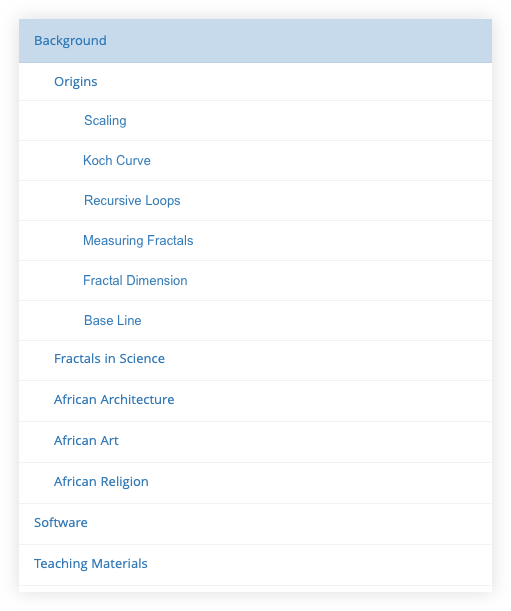 Background
Origins
Scaling
Koch Curve
Recursive Loops
Measuring Fractals
Fractal Dimension
Base Line
Fractals in Science
African Architecture
African Art
African Religion
Software
Teaching Materials